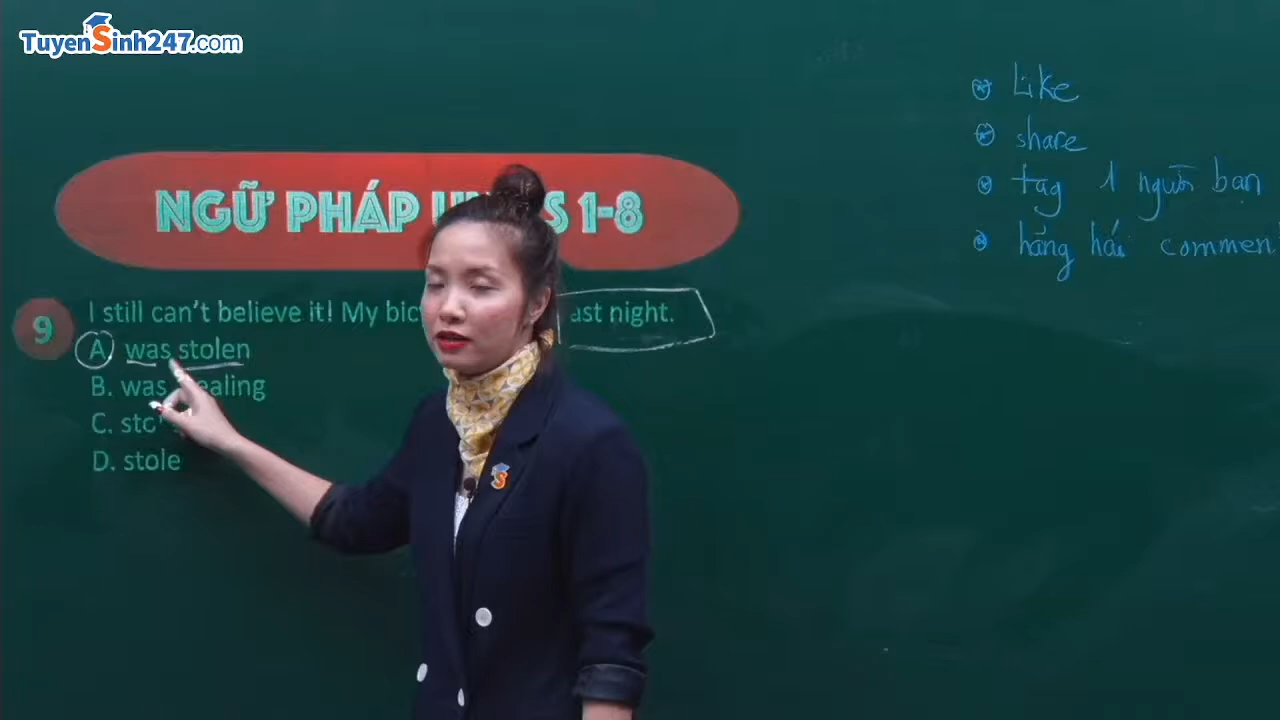 TuyenSinh247.com
Like
share
tag 1 người bạn
hăng hái commen
NGỮ PHÁP S 1-8
9
I still can't believe it! My bic ast night.
A. was stolen
B. was ealing
C. sto
D. stole